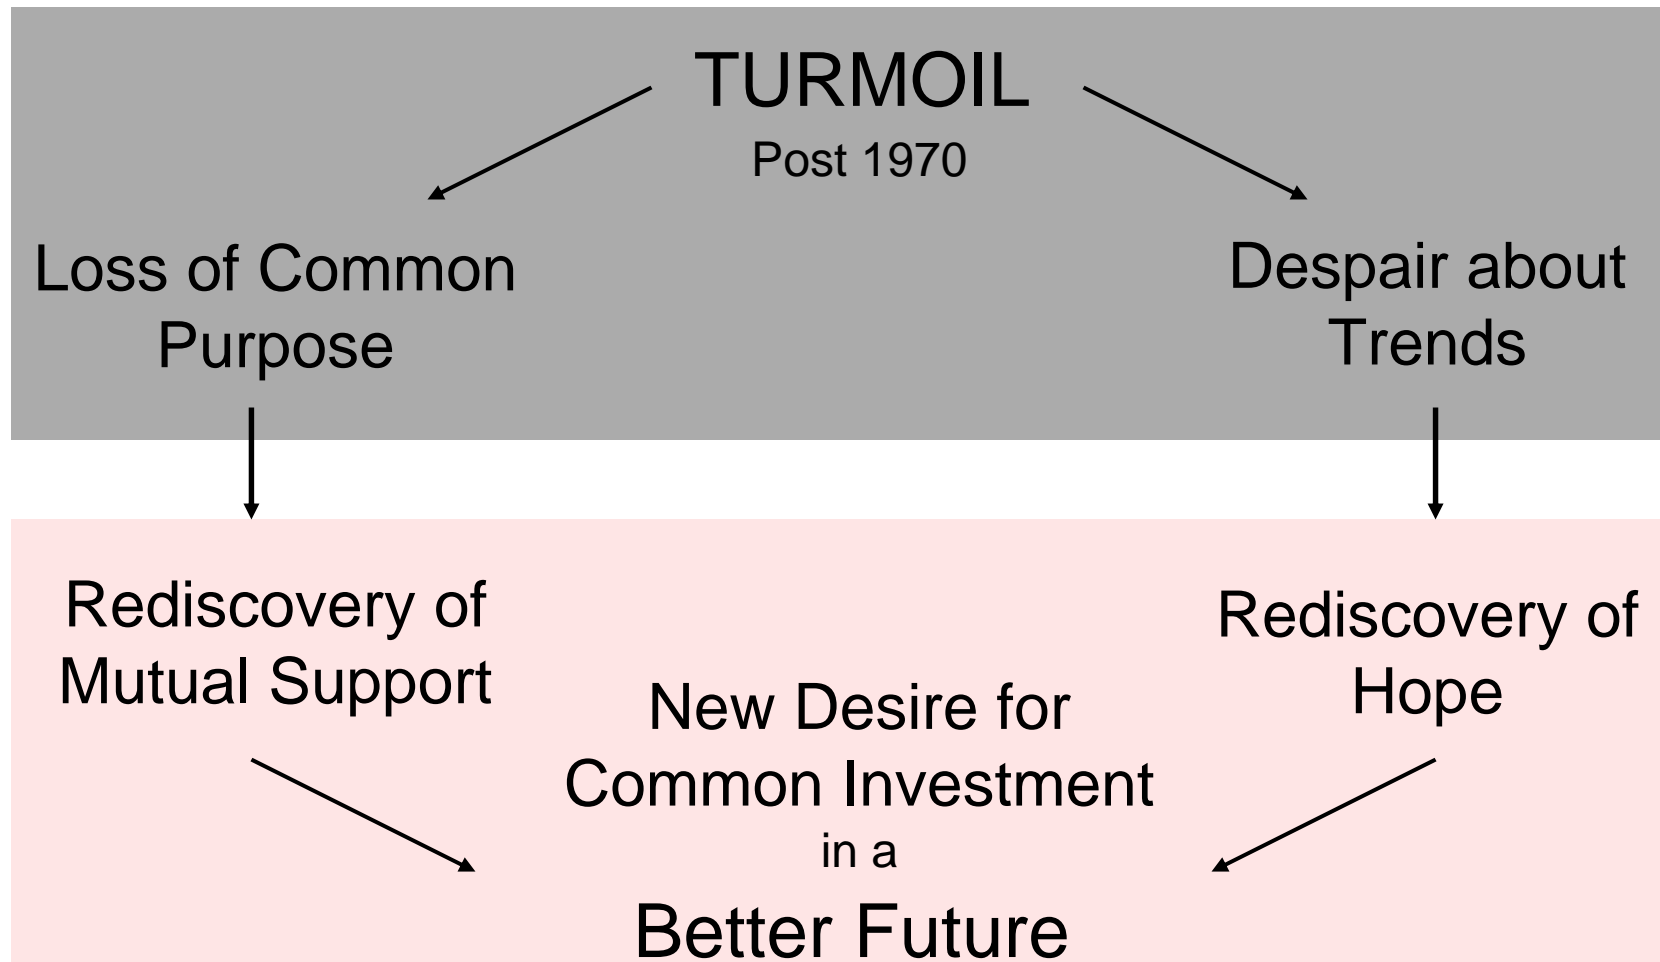 TURMOIL
Post 1970
Loss of Common
Purpose
Despair about
Trends
Rediscovery of
Mutual Support
Rediscovery of
Hope
New Desire for
Common Investment
in a
Better Future